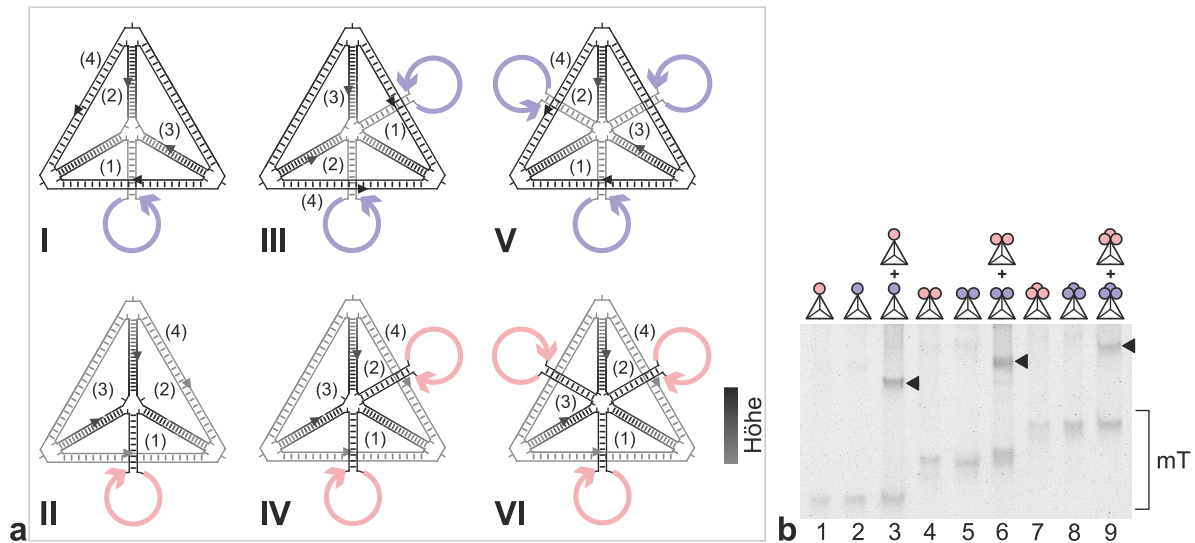 (4)
(2)
(3)
(1)
I
(3)
(1)
(2)
(4)
III
(4)
(2)
(3)
(1)
V
(4)
(3)
(2)
(1)
II
(4)
(2)
(3)
(1)
IV
(4)
(2)
(3)
(1)
VI
Höhe
a
+ + +
mT
b
1 2 3 4 5 6 7 8 9